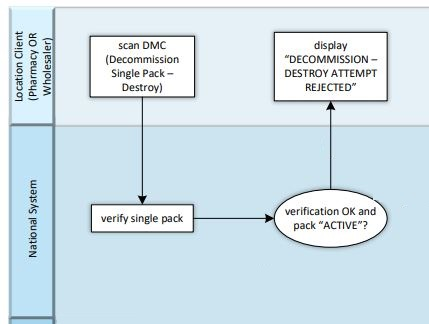 Location Client
(Pharmacy OR
Wholesaler)
scan DMC
(Decommission
Single Pack –
Destroy)
display
“DECOMMISSION –
DESTROY ATTEMPT
REJECTED”
National System
verify single pack
verification OK and
pack “ACTIVE”?